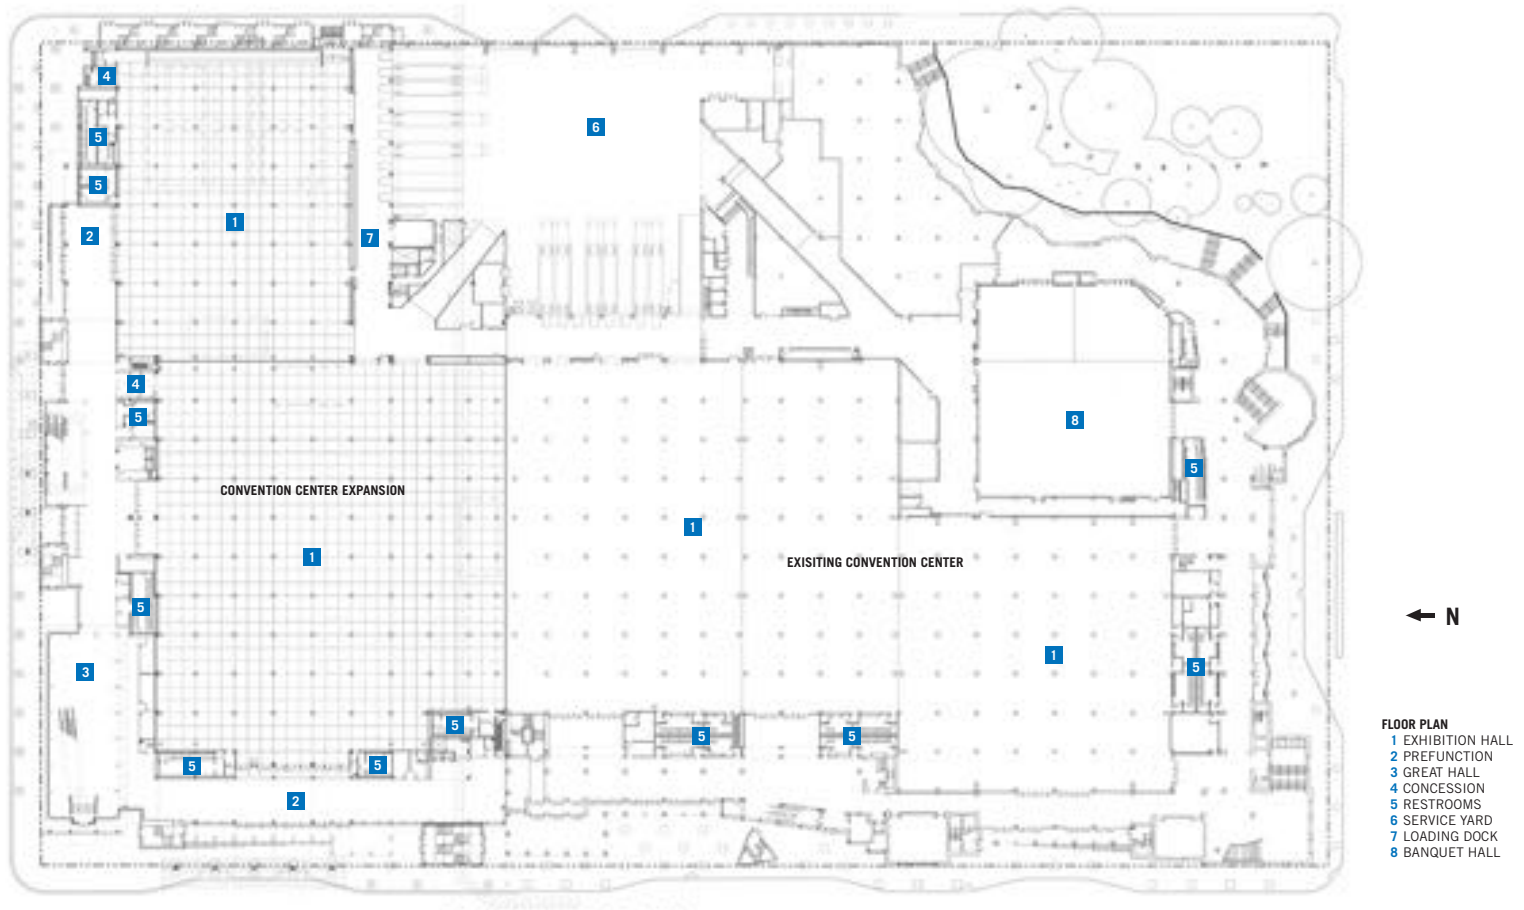 4
6
5
5
1
2
7
4
5
8
5
CONVENTION CENTER EXPANSION
1
1
EXISITING CONVENTION CENTER
5
N
1
5
3
5
5
5
5
5
2
FLOOR PLAN
1 EXHIBITION HALL
2 PREFUNCTION
3 GREAT HALL
4 CONCESSION
5 RESTROOMS
6 SERVICE YARD
7 LOADING DOCK
8 BANQUET HALL